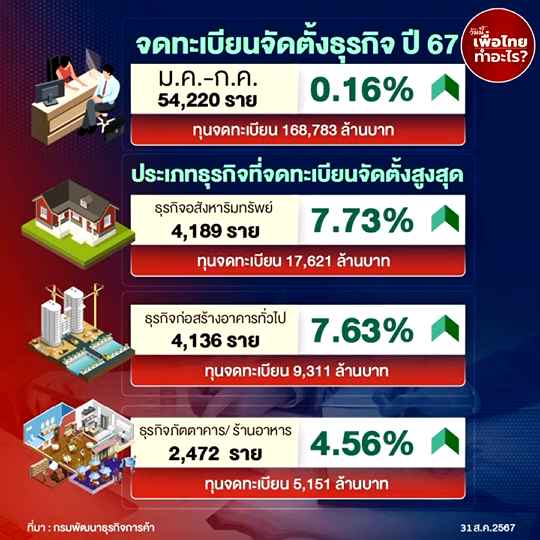 จดทะเบียนจัดตั้งธุรกิจ ปี 67
วันนี้
เพื่อไทย
ทำอะไร?
ม.ค.-ก.ค.
54,220 ราย
0.16%
ทุนจดทะเบียน 168,783 ล้านบาท
ประเภทธุรกิจที่จดทะเบียนจัดตั้งสูงสุด
ธุรกิจอสังหาริมทรัพย์
4,189 ราย
7.73%
ทุนจดทะเบียน 17,621 ล้านบาท
ธุรกิจก่อสร้างอาคารทั่วไป
4,136 ราย
7.63%
ทุนจดทะเบียน 9,311 ล้านบาท
ธุรกิจภัตตาคาร/ ร้านอาหาร
2,472 ราย
4.56%
ทุนจดทะเบียน 5,151 ล้านบาท
ที่มา : กรมพัฒนาธุรกิจการค้า
31 ส.ค.2567